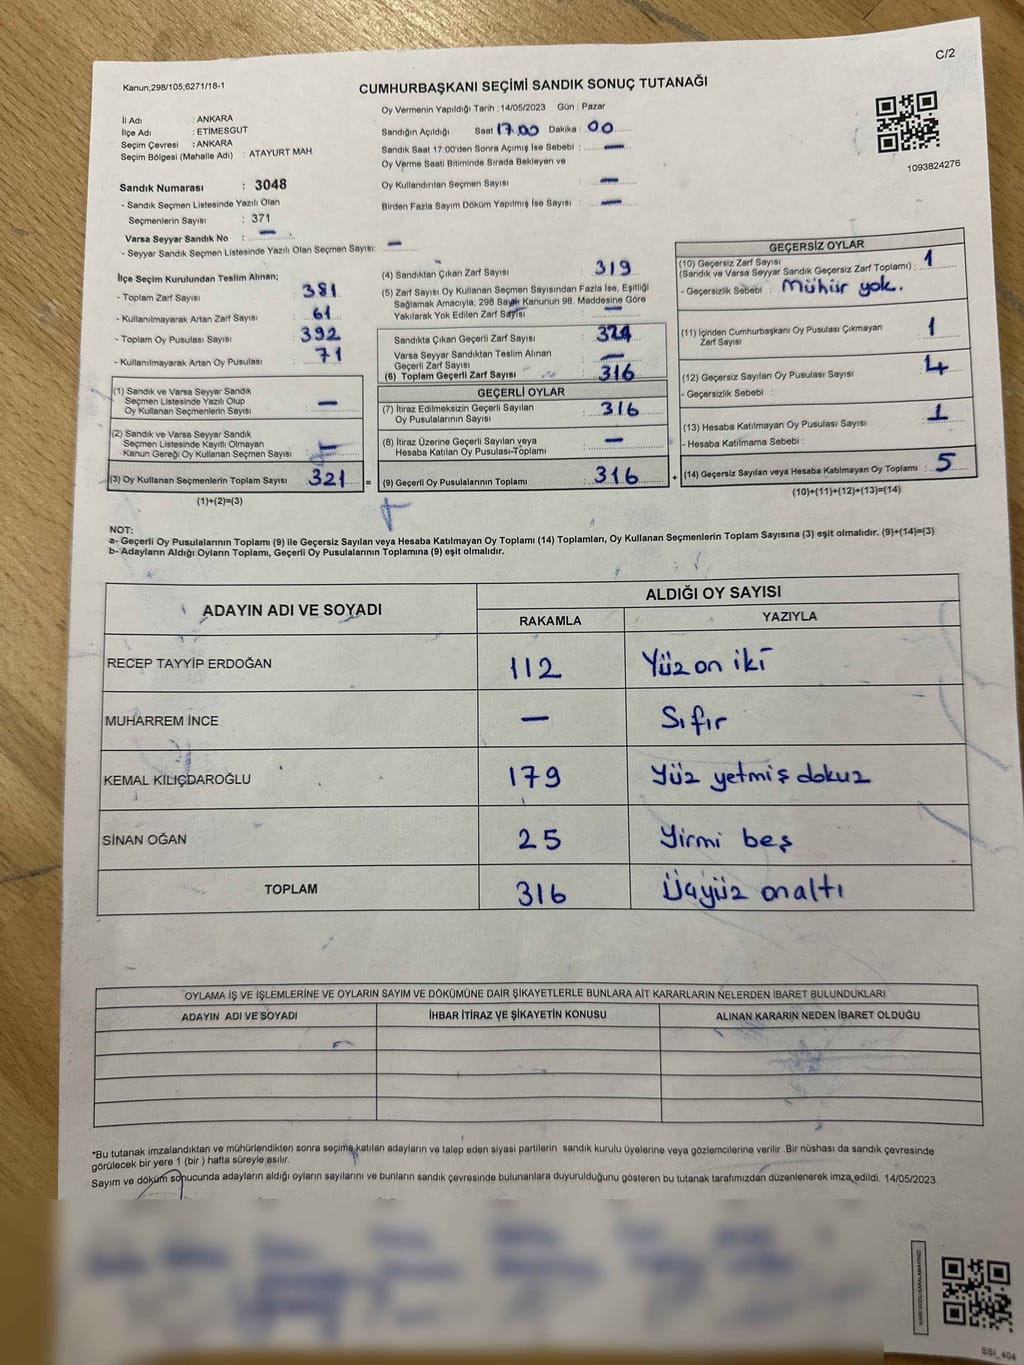 C/2
Kanun;298/105;6271/18-1
CUMHURBAŞKANI SEÇİMİ SANDIK SONUÇ TUTANAĞI
Oy Vermenin Yapıldığı Tarih : 14/05/2023 Gün : Pazar
İl Adı : ANKARA
İlçe Adı : ETİMESGUT
Seçim Çevresi : ANKARA
Seçim Bölgesi (Mahalle Adı) : ATAYURT MAH.
Sandık Numarası : 3048
- Sandık Seçmen Listesinde Yazılı Olan
Seçmenlerin Sayısı : 371
Varsa Seyyar Sandık No : —
- Seyyar Sandık Seçmen Listesinde Yazılı Olan Seçmen Sayısı: —
Sandığın Açıldığı Saat 17.00 Dakika : 00
Sandık Saat 17:00'den Sonra Açımış İse Sebebi : —
Oy Verme Saati Bitiminde Sırada Bekleyen ve
Oy Kullandırılan Seçmen Sayısı : —
Birden Fazla Sayım Döküm Yapılmış İse Sayısı : —
1093824276
İlçe Seçim Kurulundan Teslim Alınan;
- Toplam Zarf Sayısı : 381
- Kullanılmayarak Artan Zarf Sayısı : 61
- Toplam Oy Pusulası Sayısı : 392
- Kullanılmayarak Artan Oy Pusulası : 71
(1) Sandık ve Varsa Seyyar Sandık
Seçmen Listesinde Yazılı Olup
Oy Kullanan Seçmenlerin Sayısı : —
(2) Sandık ve Varsa Seyyar Sandık
Seçmen Listesinde Kayıtlı Olmayan
Kanun Gereği Oy Kullanan Seçmen Sayısı : —
(3) Oy Kullanan Seçmenlerin Toplam Sayısı : 321 =
(1)+(2)=(3)
(4) Sandıktan Çıkan Zarf Sayısı : 319
(5) Zarf Sayısı Oy Kullanan Seçmen Sayısından Fazla İse, Eşitliği
Sağlamak Amacıyla; 298 Sayılı Kanunun 98. Maddesine Göre
Yakılarak Yok Edilen Zarf Sayısı : —
Sandıkta Çıkan Geçerli Zarf Sayısı :
Varsa Seyyar Sandıktan Teslim Alınan
Geçerli Zarf Sayısı : —
(6) Toplam Geçerli Zarf Sayısı : 316
GEÇERLİ OYLAR
(7) İtiraz Edilmeksizin Geçerli Sayılan
Oy Pusulalarının Sayısı : 316
(8) İtiraz Üzerine Geçerli Sayılan veya
Hesaba Katılan Oy Pusulası Toplamı : —
(9) Geçerli Oy Pusulalarının Toplamı : 316 +
GEÇERSİZ OYLAR
(10) Geçersiz Zarf Sayısı
(Sandık ve Varsa Seyyar Sandık Geçersiz Zarf Toplamı) : 1
- Geçersizlik Sebebi : Mühür yok.
(11) İçinden Cumhurbaşkanı Oy Pusulası Çıkmayan
Zarf Sayısı : 1
(12) Geçersiz Sayılan Oy Pusulası Sayısı : 4
- Geçersizlik Sebebi :
(13) Hesaba Katılmayan Oy Pusulası Sayısı : 1
- Hesaba Katılmama Sebebi :
(14) Geçersiz Sayılan veya Hesaba Katılmayan Oy Toplamı : 5
(10)+(11)+(12)+(13)=(14)
NOT:
a- Geçerli Oy Pusulalarının Toplamı (9) ile Geçersiz Sayılan veya Hesaba Katılmayan Oy Toplamı (14) Toplamları, Oy Kullanan Seçmenlerin Toplam Sayısına (3) eşit olmalıdır. (9)+(14)=(3)
b- Adayların Aldığı Oyların Toplamı, Geçerli Oy Pusulalarının Toplamına (9) eşit olmalıdır.
ADAYIN ADI VE SOYADI
ALDIĞI OY SAYISI
RAKAMLA YAZIYLA
RECEP TAYYİP ERDOĞAN 112 Yüz on iki
MUHARREM İNCE — Sıfır
KEMAL KILIÇDAROĞLU 179 Yüz yetmiş dokuz
SİNAN OĞAN 25 Yirmi beş
TOPLAM 316 Üçyüz onaltı
OYLAMA İŞ VE İŞLEMLERİNE VE OYLARIN SAYIM VE DÖKÜMÜNE DAİR ŞİKAYETLERLE BUNLARA AİT KARARLARIN NELERDEN İBARET BULUNDUKLARI
ADAYIN ADI VE SOYADI İHBAR İTİRAZ VE ŞİKAYETİN KONUSU ALINAN KARARIN NEDEN İBARET OLDUĞU
*Bu tutanak imzalandıktan ve mühürlendikten sonra seçime katılan adayların ve talep eden siyasi partilerin sandık kurulu üyelerine veya gözlemcilerine verilir. Bir nüshası da sandık çevresinde
görülecek bir yere 1 (bir) hafta süreyle asılır.
Sayım ve döküm sonucunda adayların aldığı oyların sayılarını ve bunların sandık çevresinde bulunanlara duyurulduğunu gösteren bu tutanak tarafımızdan düzenlenerek imza edildi. 14/05/2023
KARE KODU KARALAMAYINIZ!
SSI_404